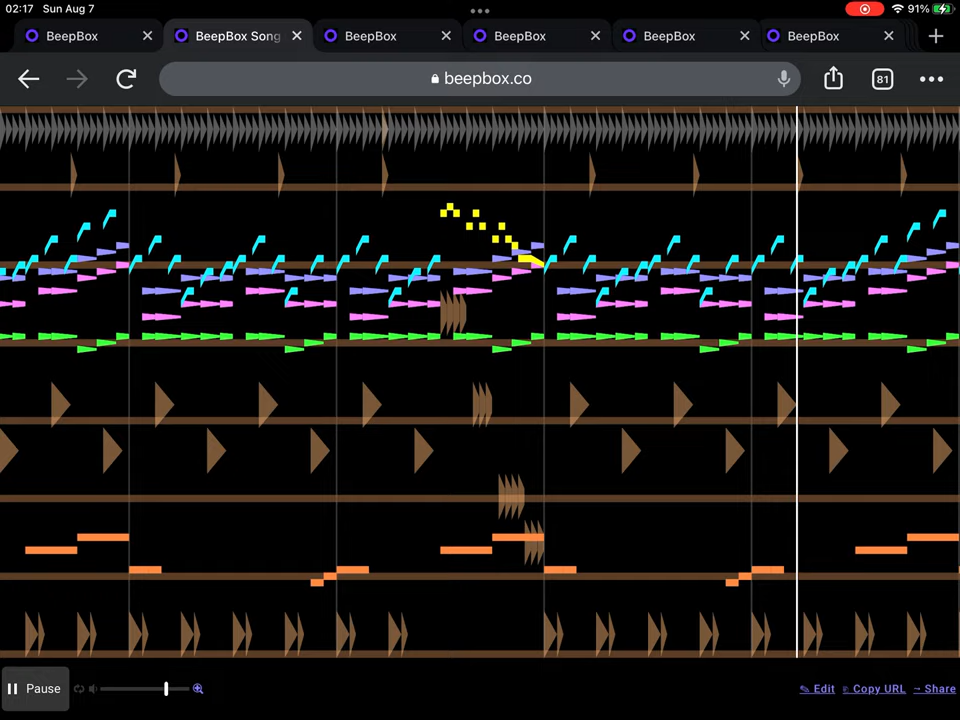 02:17 Sun Aug 7
91%
BeepBox
BeepBox Song
BeepBox
BeepBox
BeepBox
BeepBox
beepbox.co
81
Pause
Edit
Copy URL
Share